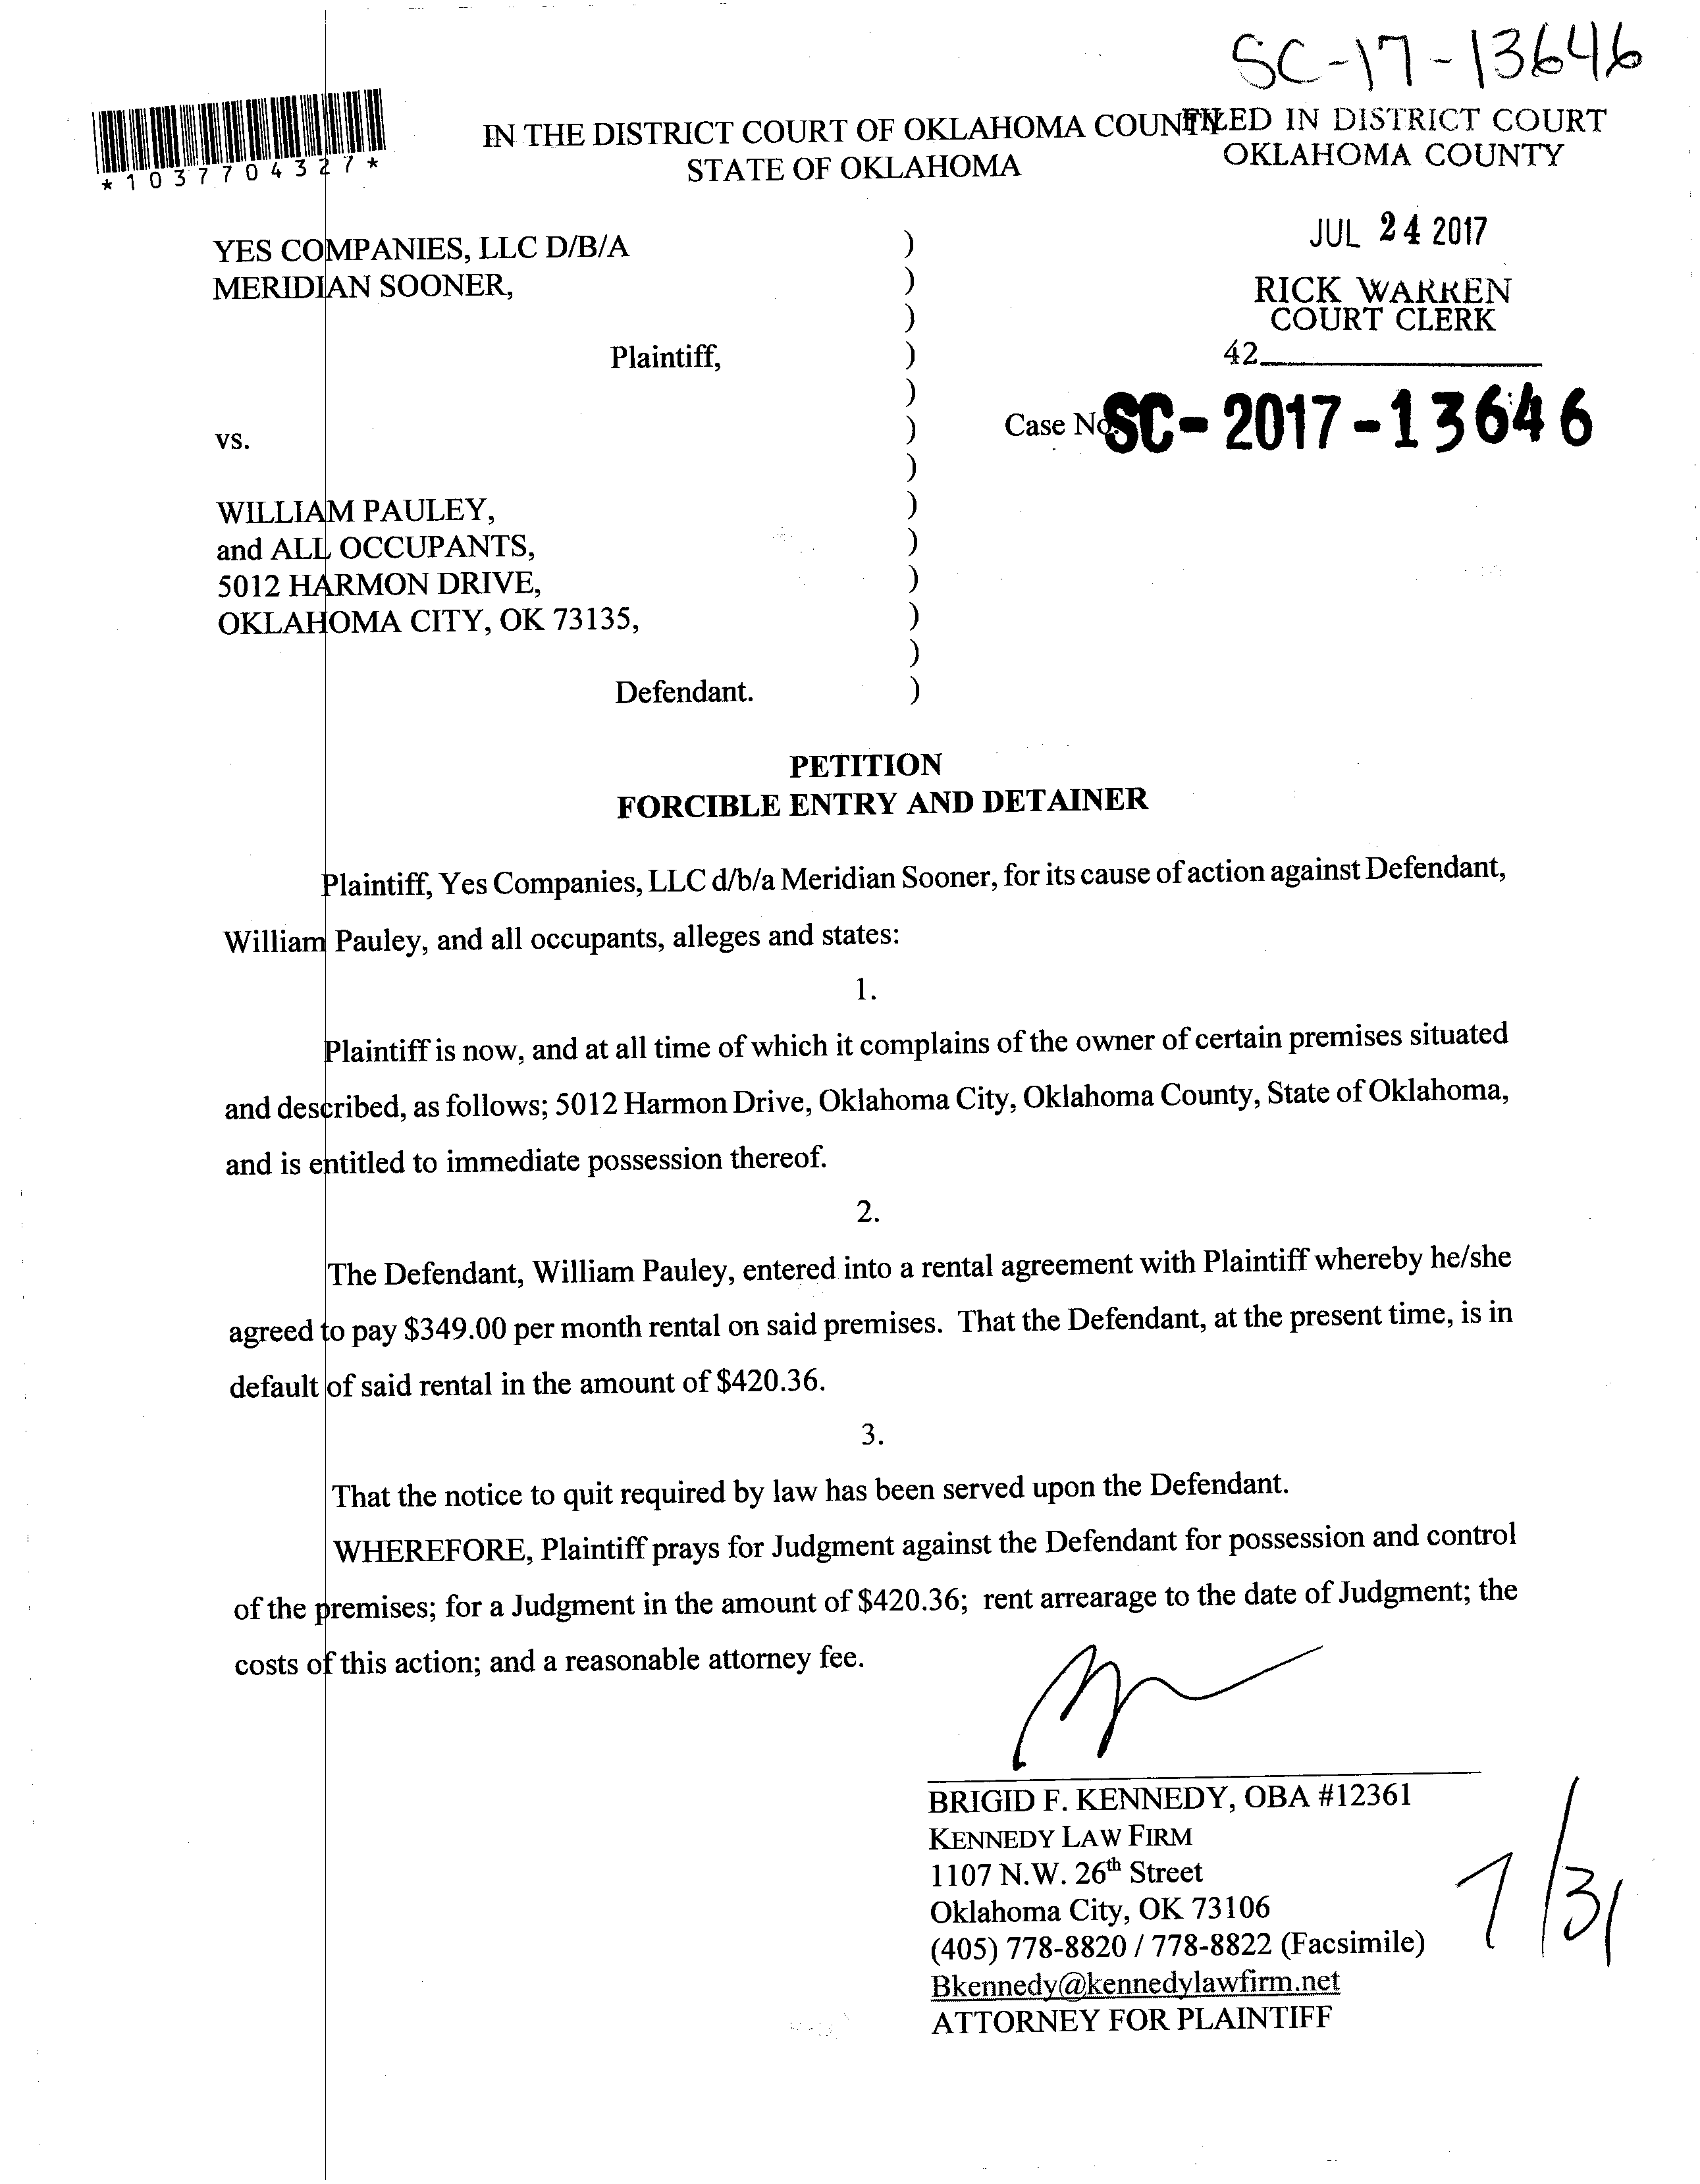 SC-17-13646
*1037704327*
IN THE DISTRICT COURT OF OKLAHOMA COUNTY
STATE OF OKLAHOMA
FILED IN DISTRICT COURT
OKLAHOMA COUNTY
JUL 24 2017
RICK WARREN
COURT CLERK
42
YES COMPANIES, LLC D/B/A )
MERIDIAN SOONER, )
)
Plaintiff, )
)
vs. ) Case No. SC-2017-13646
)
WILLIAM PAULEY, )
and ALL OCCUPANTS, )
5012 HARMON DRIVE, )
OKLAHOMA CITY, OK 73135, )
)
Defendant. )
PETITION
FORCIBLE ENTRY AND DETAINER
Plaintiff, Yes Companies, LLC d/b/a Meridian Sooner, for its cause of action against Defendant,
William Pauley, and all occupants, alleges and states:
1.
Plaintiff is now, and at all time of which it complains of the owner of certain premises situated
and described, as follows; 5012 Harmon Drive, Oklahoma City, Oklahoma County, State of Oklahoma,
and is entitled to immediate possession thereof.
2.
The Defendant, William Pauley, entered into a rental agreement with Plaintiff whereby he/she
agreed to pay $349.00 per month rental on said premises. That the Defendant, at the present time, is in
default of said rental in the amount of $420.36.
3.
That the notice to quit required by law has been served upon the Defendant.
WHEREFORE, Plaintiff prays for Judgment against the Defendant for possession and control
of the premises; for a Judgment in the amount of $420.36; rent arrearage to the date of Judgment; the
costs of this action; and a reasonable attorney fee.
BRIGID F. KENNEDY, OBA #12361
KENNEDY LAW FIRM
1107 N.W. 26th Street
Oklahoma City, OK 73106
(405) 778-8820 / 778-8822 (Facsimile)
Bkennedy@kennedylawfirm.net
ATTORNEY FOR PLAINTIFF
7/31